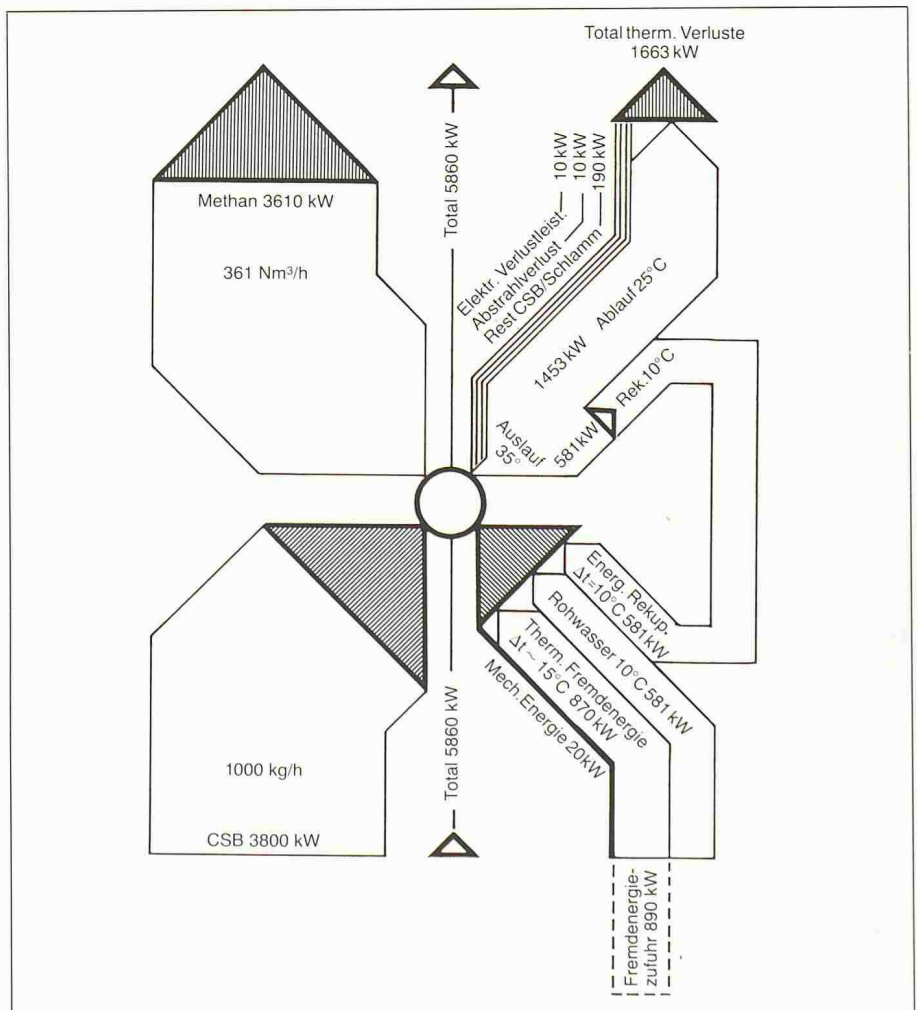 Total therm. Verluste
1663 kW
Methan 3610 kW
361 Nm³/h
Total 5860 kW
10 kW
10 kW
190 kW
Elektr. Verlustleist.
Abstrahlverlust
Rest CSB/Schlamm
1453 kW Ablauf 25°C
Rek. 10°C
581 kW
Auslauf
35°
Energ. Rekup.
Δt=10°C 581 kW
Rohwasser 10°C 581 kW
Therm. Fremdenergie
Δt ~ 15°C 870 kW
Mech. Energie 20 kW
Total 5860 kW
1000 kg/h
CSB 3800 kW
Fremdenergie-
zufuhr 890 kW